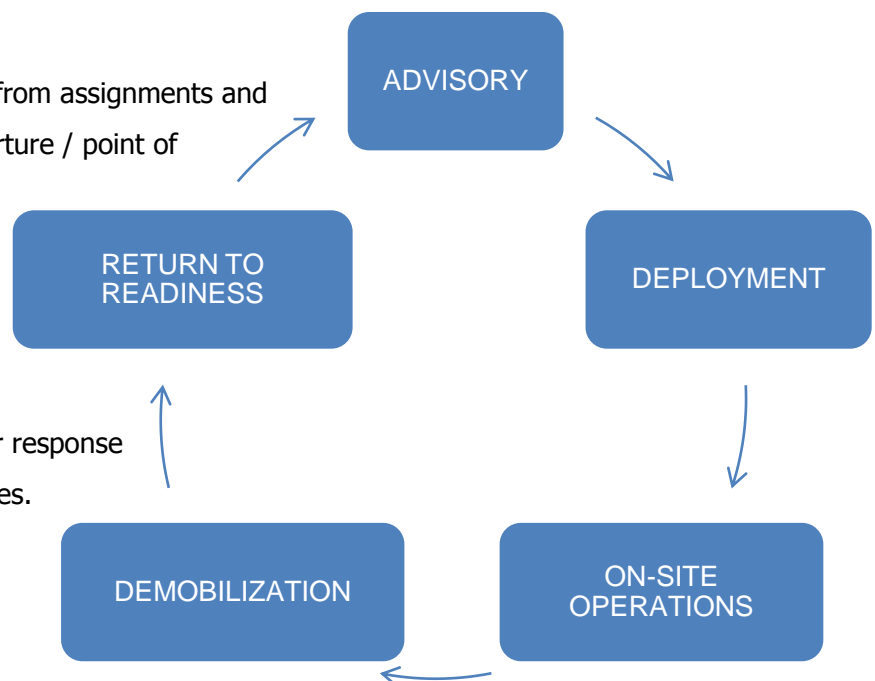 from assignments and
rture / point of
r response
es.
ADVISORY
DEPLOYMENT
ON-SITE
OPERATIONS
DEMOBILIZATION
RETURN TO
READINESS